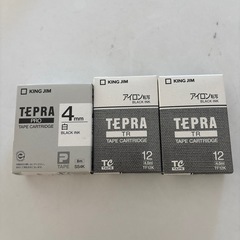 KING JIM
TEPRA
PRO
TAPE CARTRIDGE
4mm
白
BLACK INK
KING JIM
アイロン転写
BLACK INK
TEPRA
TR
TAPE CARTRIDGE
TC
12
KING JIM
アイロン転写
BLACK INK
TEPRA
TR
TAPE CARTRIDGE
TC
12